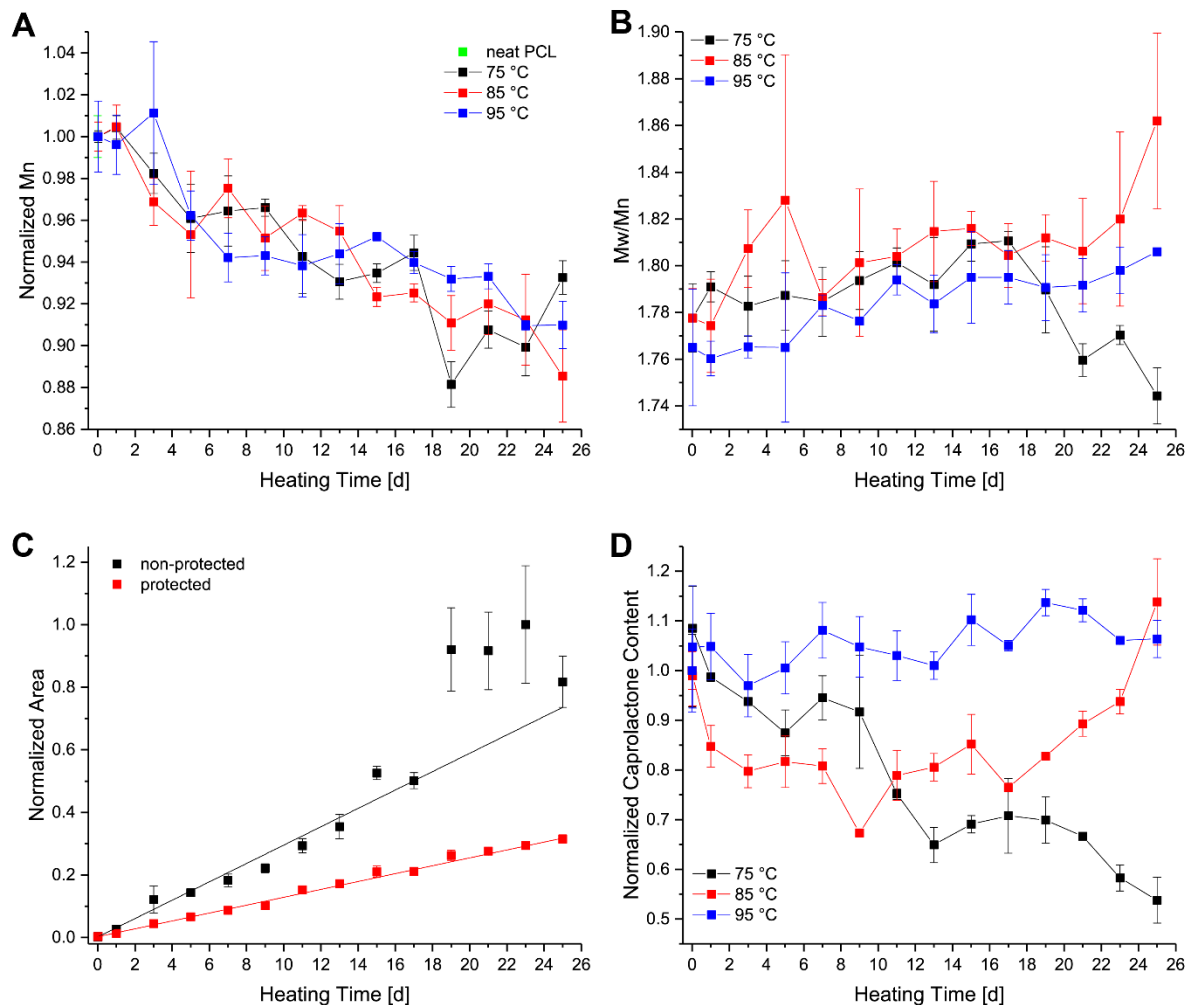 A
Normalized Mn
1.04
1.02
1.00
0.98
0.96
0.94
0.92
0.90
0.88
0.86
neat PCL
75 °C
85 °C
95 °C
0 2 4 6 8 10 12 14 16 18 20 22 24 26
Heating Time [d]
B
Mw/Mn
1.90
1.88
1.86
1.84
1.82
1.80
1.78
1.76
1.74
75 °C
85 °C
95 °C
0 2 4 6 8 10 12 14 16 18 20 22 24 26
Heating Time [d]
C
Normalized Area
1.2
1.0
0.8
0.6
0.4
0.2
0.0
non-protected
protected
0 2 4 6 8 10 12 14 16 18 20 22 24 26
Heating Time [d]
D
Normalized Caprolactone Content
1.2
1.1
1.0
0.9
0.8
0.7
0.6
0.5
75 °C
85 °C
95 °C
0 2 4 6 8 10 12 14 16 18 20 22 24 26
Heating Time [d]